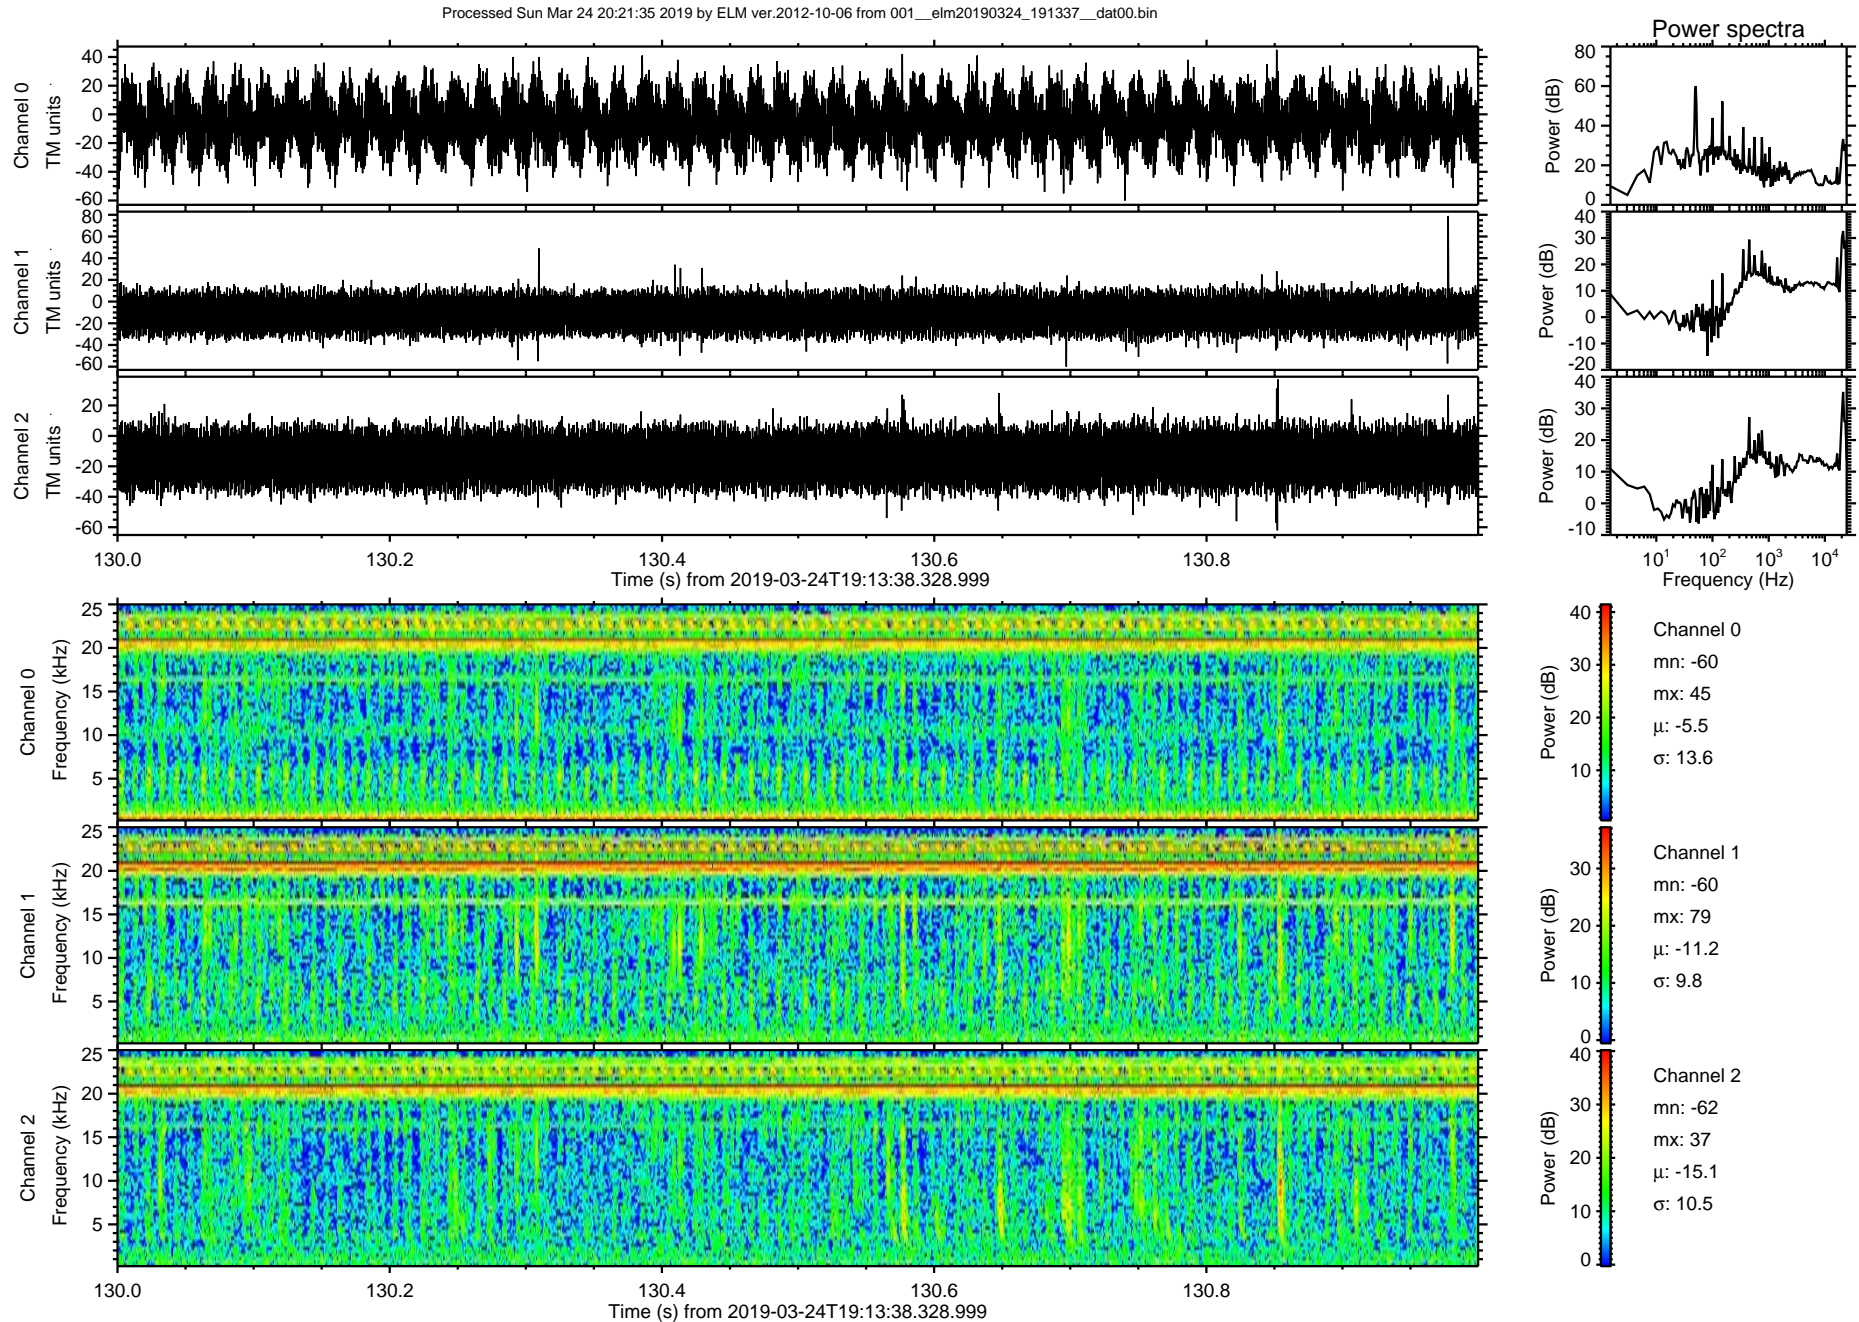 Processed Sun Mar 24 20:21:35 2019 by ELM ver.2012-10-06 from 001__elm20190324_191337__dat00.bin
Power spectra
Channel 0
TM units
40
20
0
-20
-40
-60
Power (dB)
80
60
40
20
0
Channel 1
TM units
80
60
40
20
0
-20
-40
-60
Power (dB)
40
30
20
10
0
-10
-20
Channel 2
TM units
20
0
-20
-40
-60
Power (dB)
40
30
20
10
0
-10
130.0 130.2 130.4 130.6 130.8
Time (s) from 2019-03-24T19:13:38.328.999
10¹ 10² 10³ 10⁴
Frequency (Hz)
Channel 0
Frequency (kHz)
25
20
15
10
5
Power (dB)
40
30
20
10
Channel 0
mn: -60
mx: 45
μ: -5.5
σ: 13.6
Channel 1
Frequency (kHz)
25
20
15
10
5
Power (dB)
30
20
10
0
Channel 1
mn: -60
mx: 79
μ: -11.2
σ: 9.8
Channel 2
Frequency (kHz)
25
20
15
10
5
Power (dB)
40
30
20
10
0
Channel 2
mn: -62
mx: 37
μ: -15.1
σ: 10.5
130.0 130.2 130.4 130.6 130.8
Time (s) from 2019-03-24T19:13:38.328.999